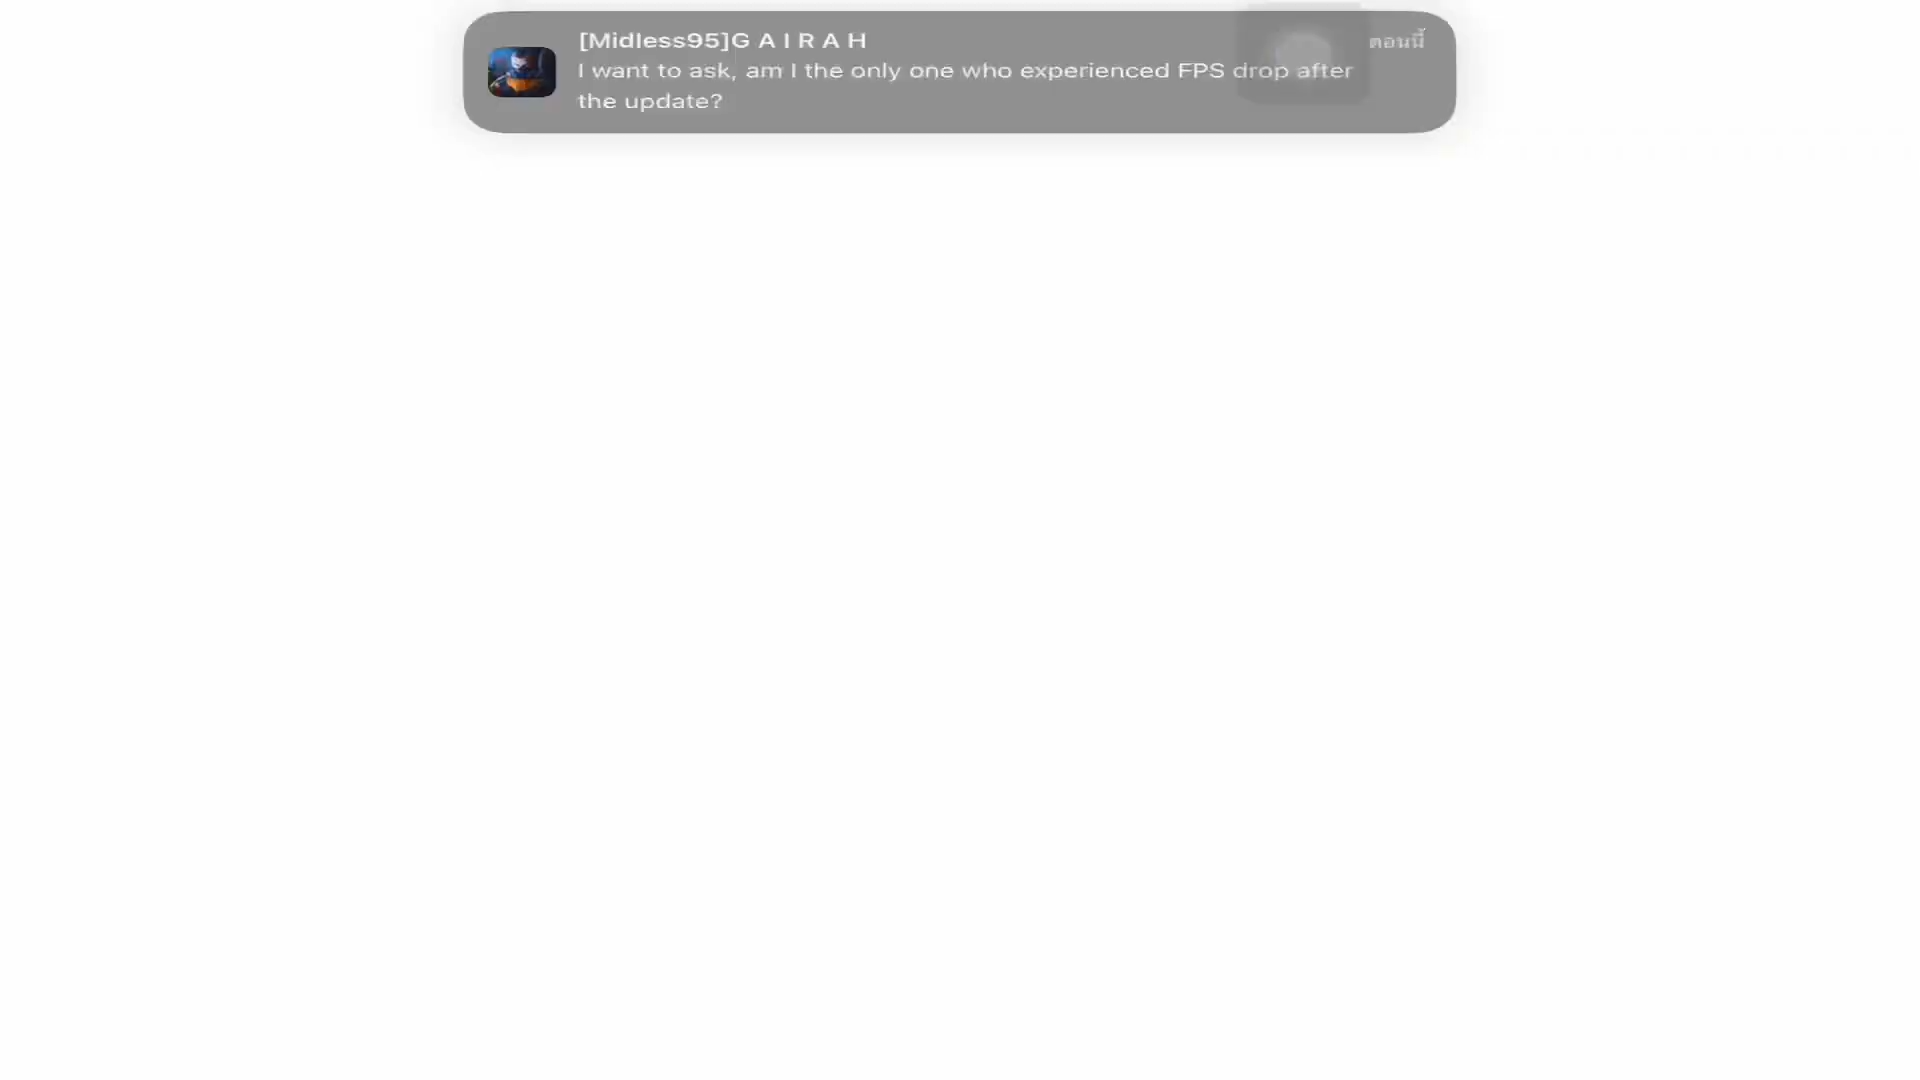 [Midless95]G A I R A H
ตอนนี้
I want to ask, am I the only one who experienced FPS drop after
the update?